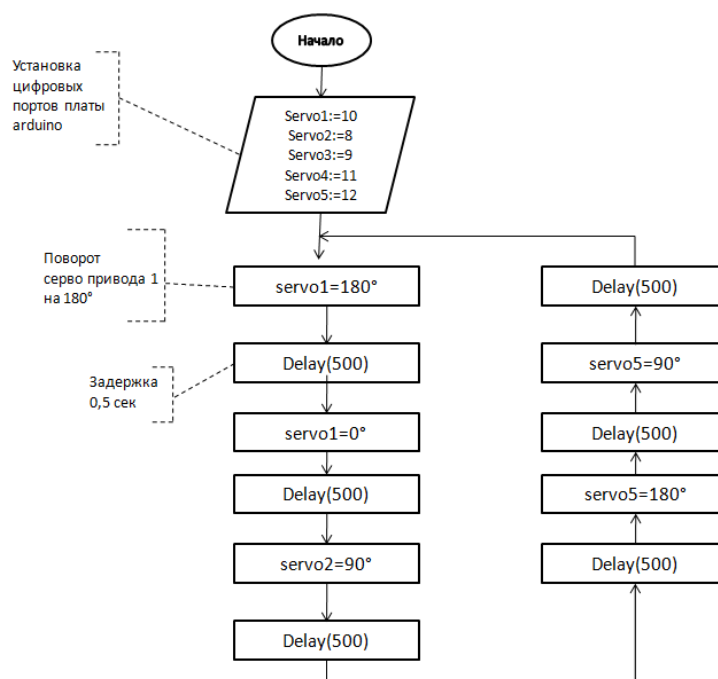 Начало
Установка
цифровых
портов платы
arduino
Servo1:=10
Servo2:=8
Servo3:=9
Servo4:=11
Servo5:=12
Поворот
серво привода 1
на 180°
servo1=180°
Delay(500)
Задержка
0,5 сек
servo1=0°
Delay(500)
servo2=90°
Delay(500)
Delay(500)
servo5=90°
Delay(500)
servo5=180°
Delay(500)